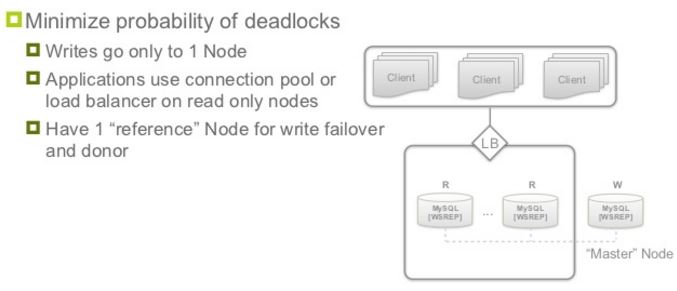 Minimize probability of deadlocks
Writes go only to 1 Node
Applications use connection pool or
load balancer on read only nodes
Have 1 “reference” Node for write failover
and donor
Client
Client
Client
LB
R
R
W
MySQL
[WSREP]
...
MySQL
[WSREP]
MySQL
[WSREP]
“Master” Node